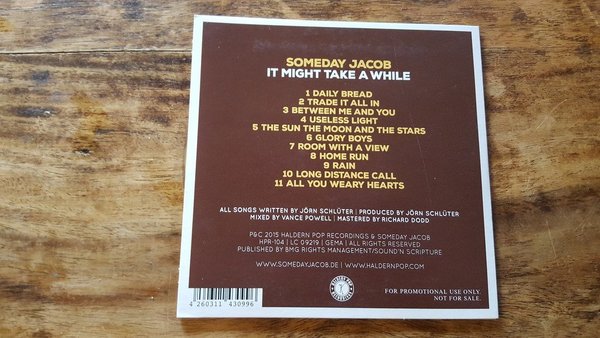 SOMEDAY JACOB
IT MIGHT TAKE A WHILE
1 DAILY BREAD
2 TRADE IT ALL IN
3 BETWEEN ME AND YOU
4 USELESS LIGHT
5 THE SUN THE MOON AND THE STARS
6 GLORY BOYS
7 ROOM WITH A VIEW
8 HOME RUN
9 RAIN
10 LONG DISTANCE CALL
11 ALL YOU WEARY HEARTS
ALL SONGS WRITTEN BY JÖRN SCHLÜTER | PRODUCED BY JÖRN SCHLÜTER
MIXED BY VANCE POWELL | MASTERED BY RICHARD DODD
P&C 2015 HALDERN POP RECORDINGS & SOMEDAY JACOB
HPR-104 | LC 09219 | GEMA | ALL RIGHTS RESERVED
PUBLISHED BY BMG RIGHTS MANAGEMENT/SOUND'N SCRIPTURE
WWW.SOMEDAYJACOB.DE | WWW.HALDERNPOP.COM
4 260311 430996
HALDERN POP
RECORDINGS
FOR PROMOTIONAL USE ONLY.
NOT FOR SALE.